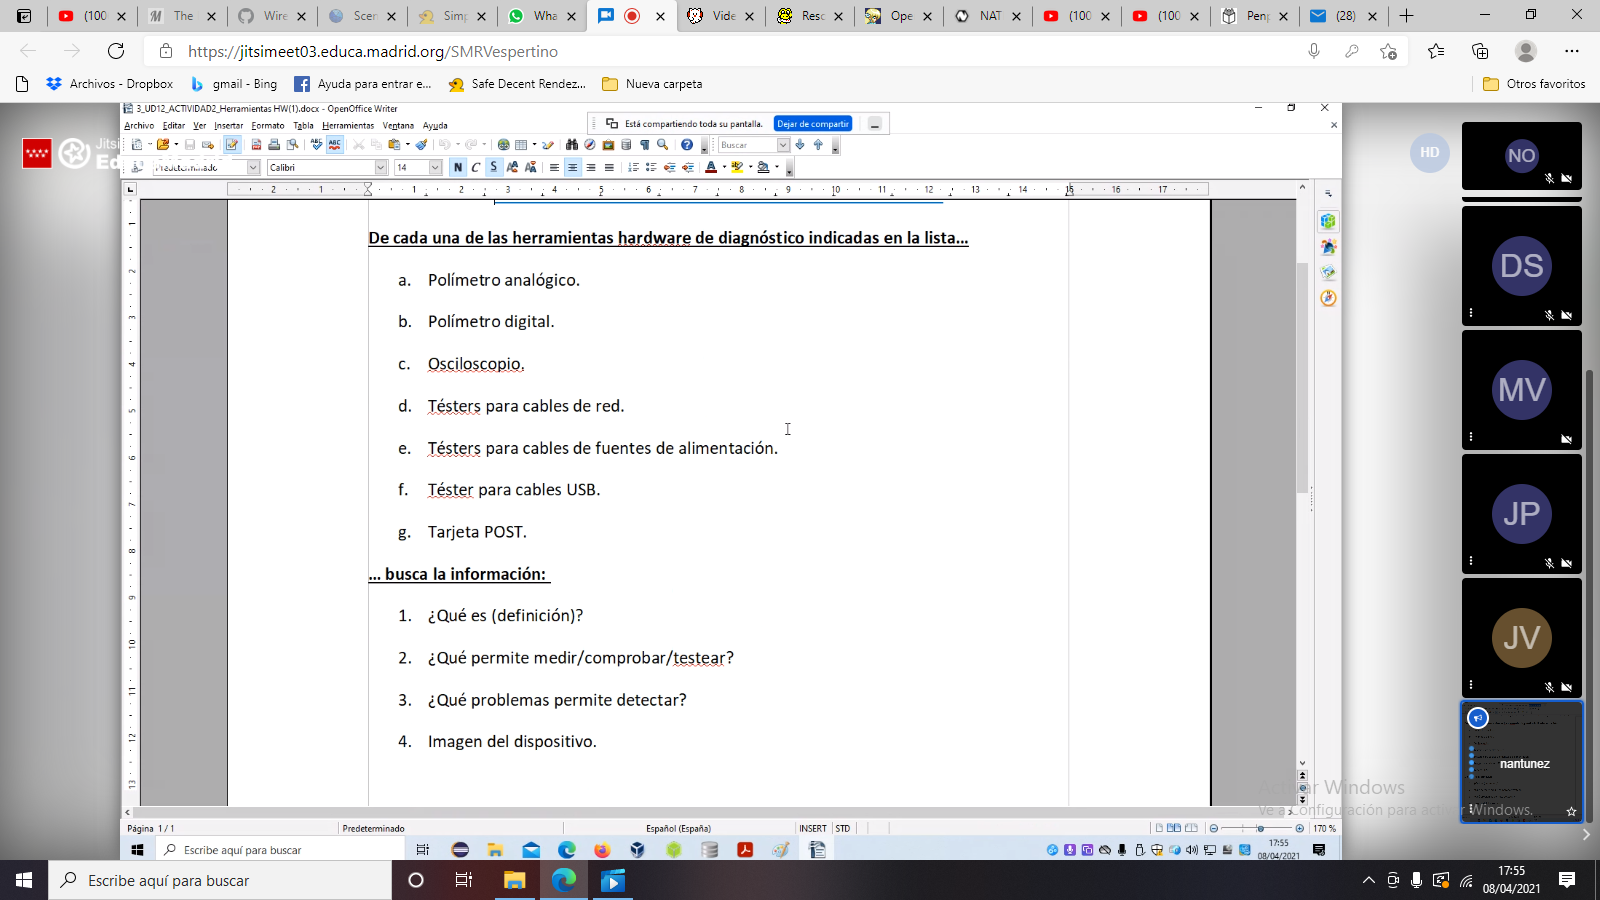 (100
The
Wire
Scer
Simp
Wha
Vide
Resc
Ope
NAT
(100
(100
Penp
(28)
https://jitsimeet03.educa.madrid.org/SMRVespertino
Archivos - Dropbox
gmail - Bing
Ayuda para entrar e...
Safe Decent Rendez...
Nueva carpeta
Otros favoritos
3_UD12_ACTIVIDAD2_Herramientas HW(1).docx - OpenOffice Writer
Archivo Editar Ver Insertar Formato Tabla Herramientas Ventana Ayuda
Está compartiendo toda su pantalla. Dejar de compartir
Buscar
Calibri 14 N C S
De cada una de las herramientas hardware de diagnóstico indicadas en la lista...
a. Polímetro analógico.
b. Polímetro digital.
c. Osciloscopio.
d. Tésters para cables de red.
e. Tésters para cables de fuentes de alimentación.
f. Téster para cables USB.
g. Tarjeta POST.
... busca la información:
1. ¿Qué es (definición)?
2. ¿Qué permite medir/comprobar/testear?
3. ¿Qué problemas permite detectar?
4. Imagen del dispositivo.
HD
NO
DS
MV
JP
JV
nantunez
Activar Windows
Ve a Configuración para activar Windows.
Página 1 / 1 Predeterminado Español (España) INSERT STD 170 %
Escribe aquí para buscar
17:55
08/04/2021
Escribe aquí para buscar
17:55
08/04/2021